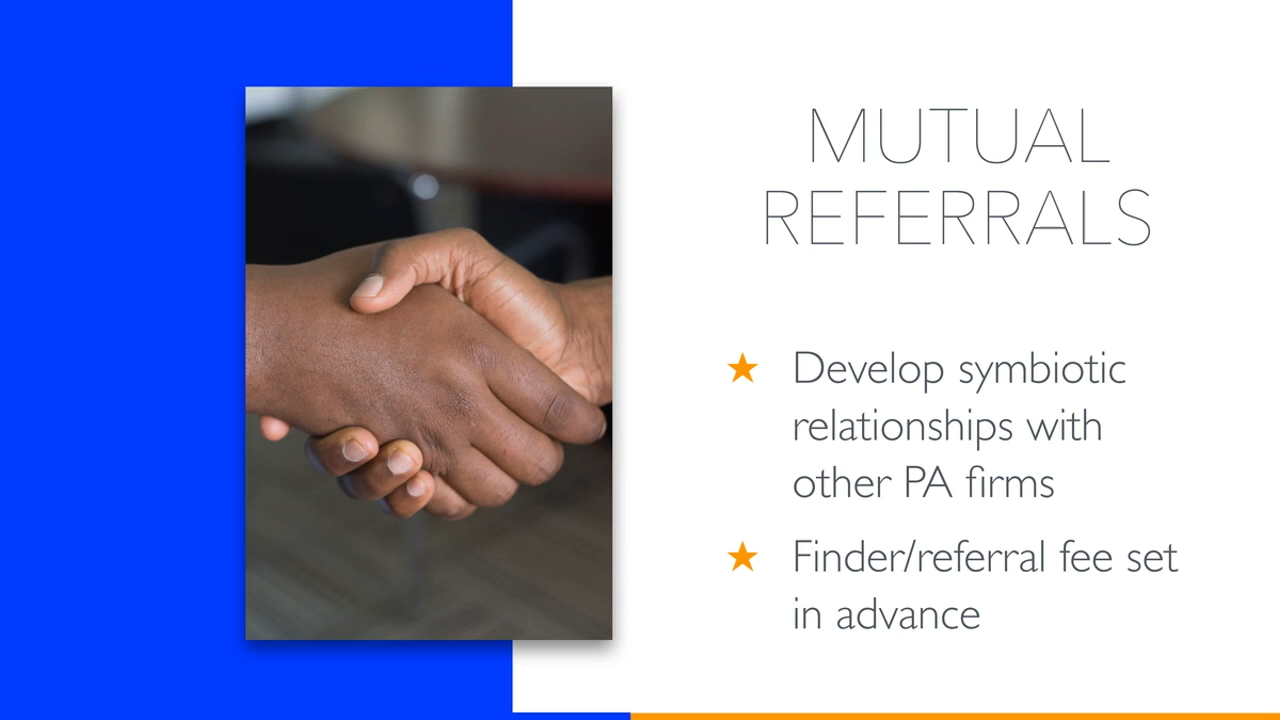 MUTUAL
REFERRALS
★ Develop symbiotic
relationships with
other PA firms
★ Finder/referral fee set
in advance